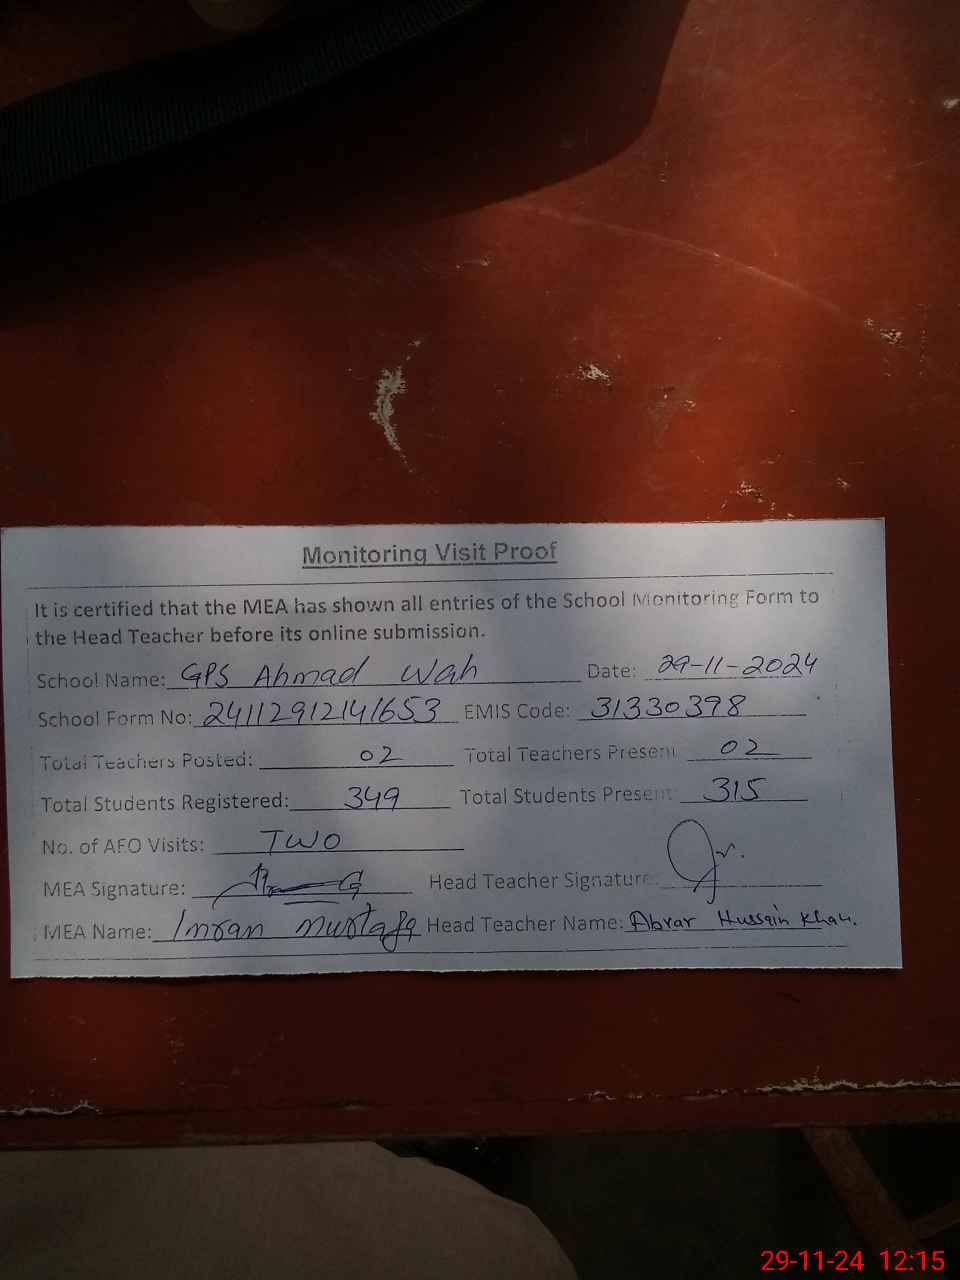 Monitoring Visit Proof
It is certified that the MEA has shown all entries of the School Monitoring Form to
the Head Teacher before its online submission.
School Name: GPS Ahmad Wah Date: 29-11-2024
School Form No: 24112912141653 EMIS Code: 31330398
Total Teachers Posted: 02 Total Teachers Present 02
Total Students Registered: 349 Total Students Present: 315
No. of AEO Visits: TWO
MEA Signature: Head Teacher Signature:
MEA Name: Imran Mustafa Head Teacher Name: Abrar Hussain Khan.
29-11-24 12:15